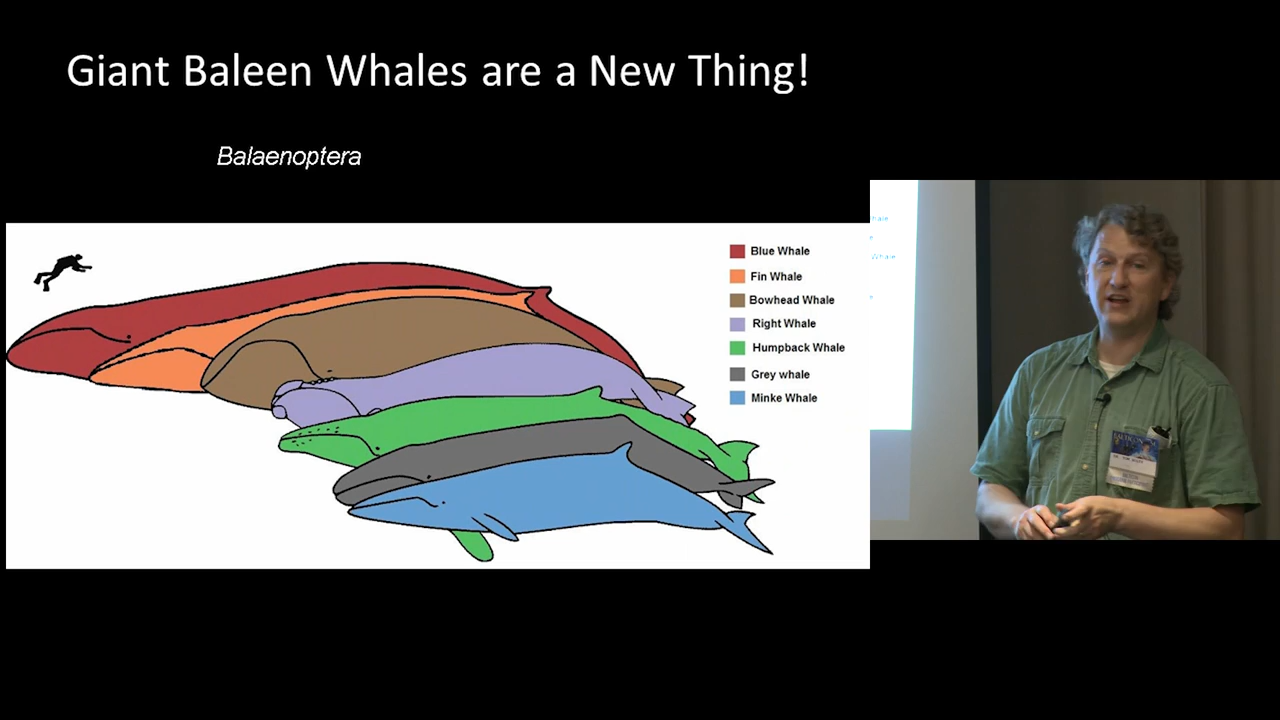 Giant Baleen Whales are a New Thing!
Balaenoptera
Blue Whale
Fin Whale
Bowhead Whale
Right Whale
Humpback Whale
Grey whale
Minke Whale
Whale